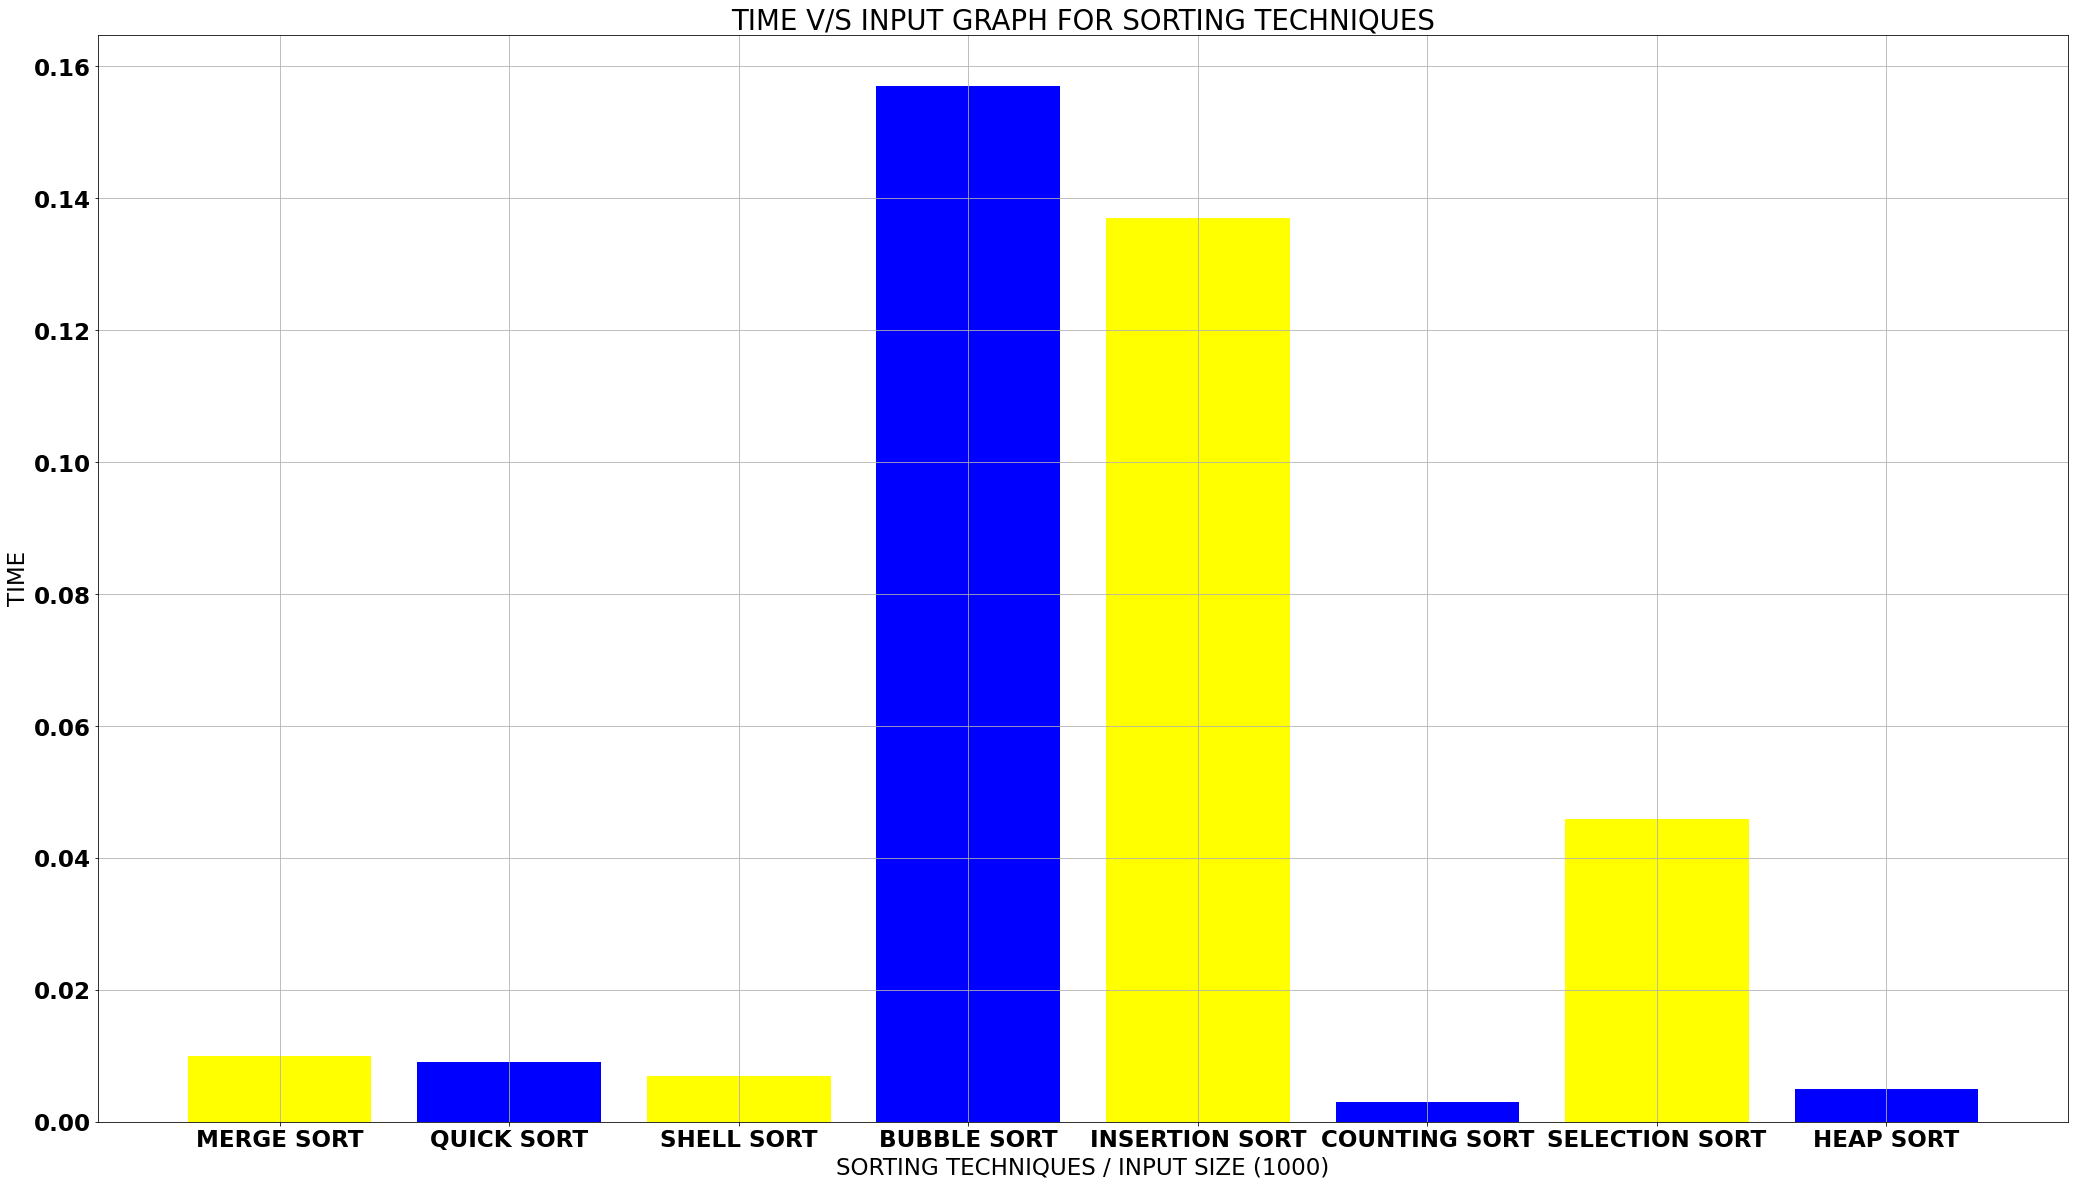 TIME V/S INPUT GRAPH FOR SORTING TECHNIQUES
0.16
0.14
0.12
0.10
0.08
0.06
0.04
0.02
0.00
TIME
MERGE SORT QUICK SORT SHELL SORT BUBBLE SORT INSERTION SORT COUNTING SORT SELECTION SORT HEAP SORT
SORTING TECHNIQUES / INPUT SIZE (1000)